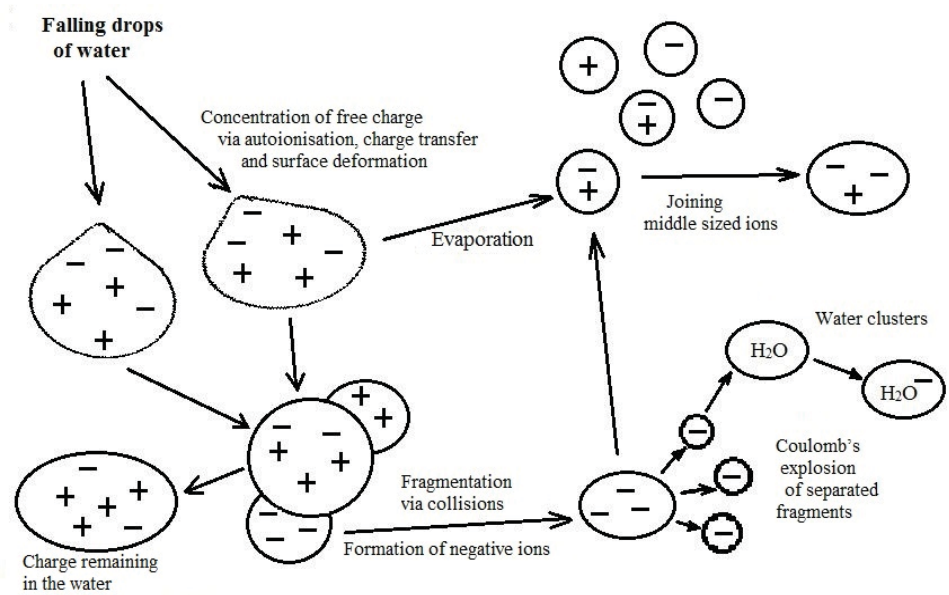 Falling drops
of water
Concentration of free charge
via autoionisation, charge transfer
and surface deformation
Evaporation
Joining
middle sized ions
Water clusters
H₂O
H₂O⁻
Coulomb's
explosion
of separated
fragments
Fragmentation
via collisions
Formation of negative ions
Charge remaining
in the water